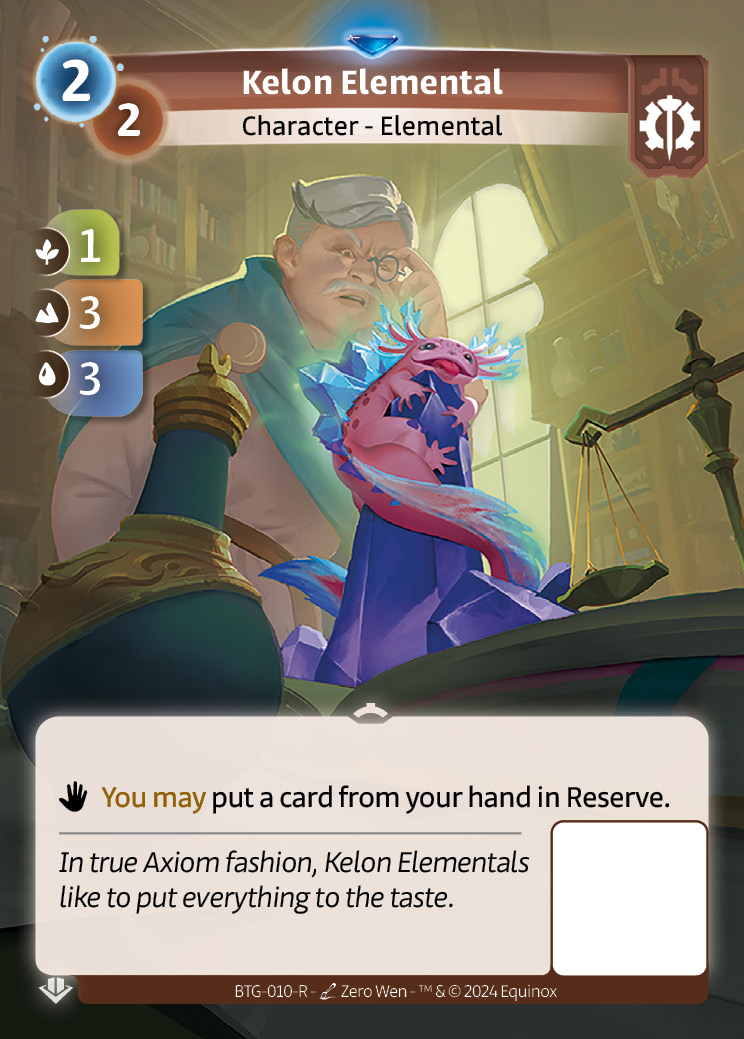 2
Kelon Elemental
2
Character - Elemental
1
3
3
You may put a card from your hand in Reserve.
In true Axiom fashion, Kelon Elementals
like to put everything to the taste.
BTG-010-R - Zero Wen - ™ & © 2024 Equinox